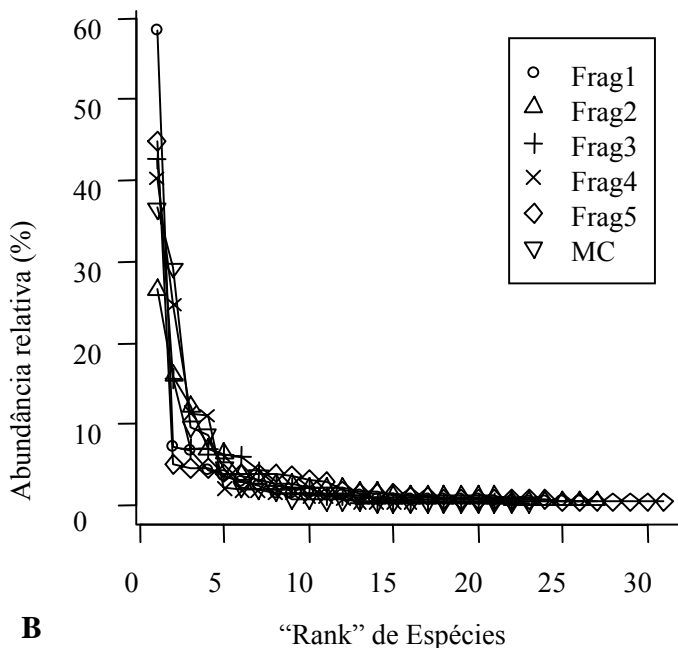 60
50
40
30
20
10
0
Abundância relativa (%)
Frag1
Frag2
Frag3
Frag4
Frag5
MC
0 5 10 15 20 25 30
B
“Rank” de Espécies